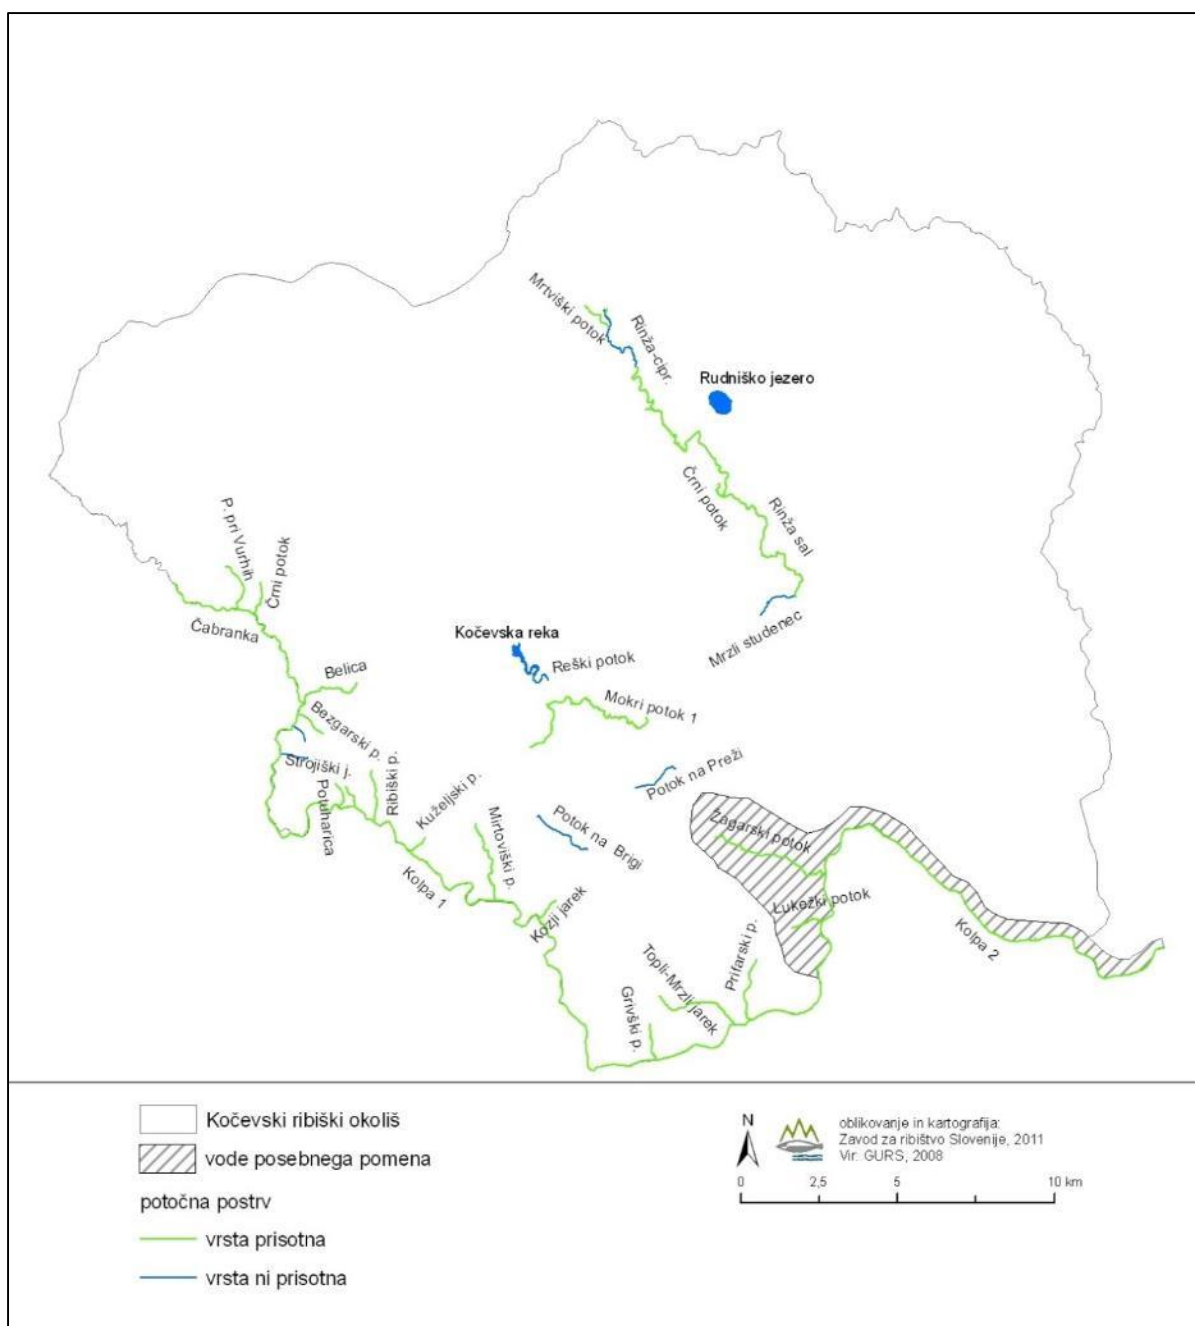 Mrtviški potok
Rinža-cipr.
Rudniško jezero
Črni potok
Rinža sal
P. pri Vurhih
Črni potok
Čabranka
Mrzli studenec
Kočevska reka
Reški potok
Belica
Mokri potok 1
Bezgarski p.
Strojiški j.
Ribiški p.
Potuharica
Kuželjski p.
Potok na Preži
Mirtoviški p.
Potok na Brigi
Žagarski potok
Kolpa 1
Kozji jarek
Lukežki potok
Kolpa 2
Prifarski p.
Topli-Mrzli jarek
Grivški p.
Kočevski ribiški okoliš
vode posebnega pomena
potočna postrv
vrsta prisotna
vrsta ni prisotna
N
oblikovanje in kartografija:
Zavod za ribištvo Slovenije, 2011
Vir: GURS, 2008
0 2,5 5 10 km